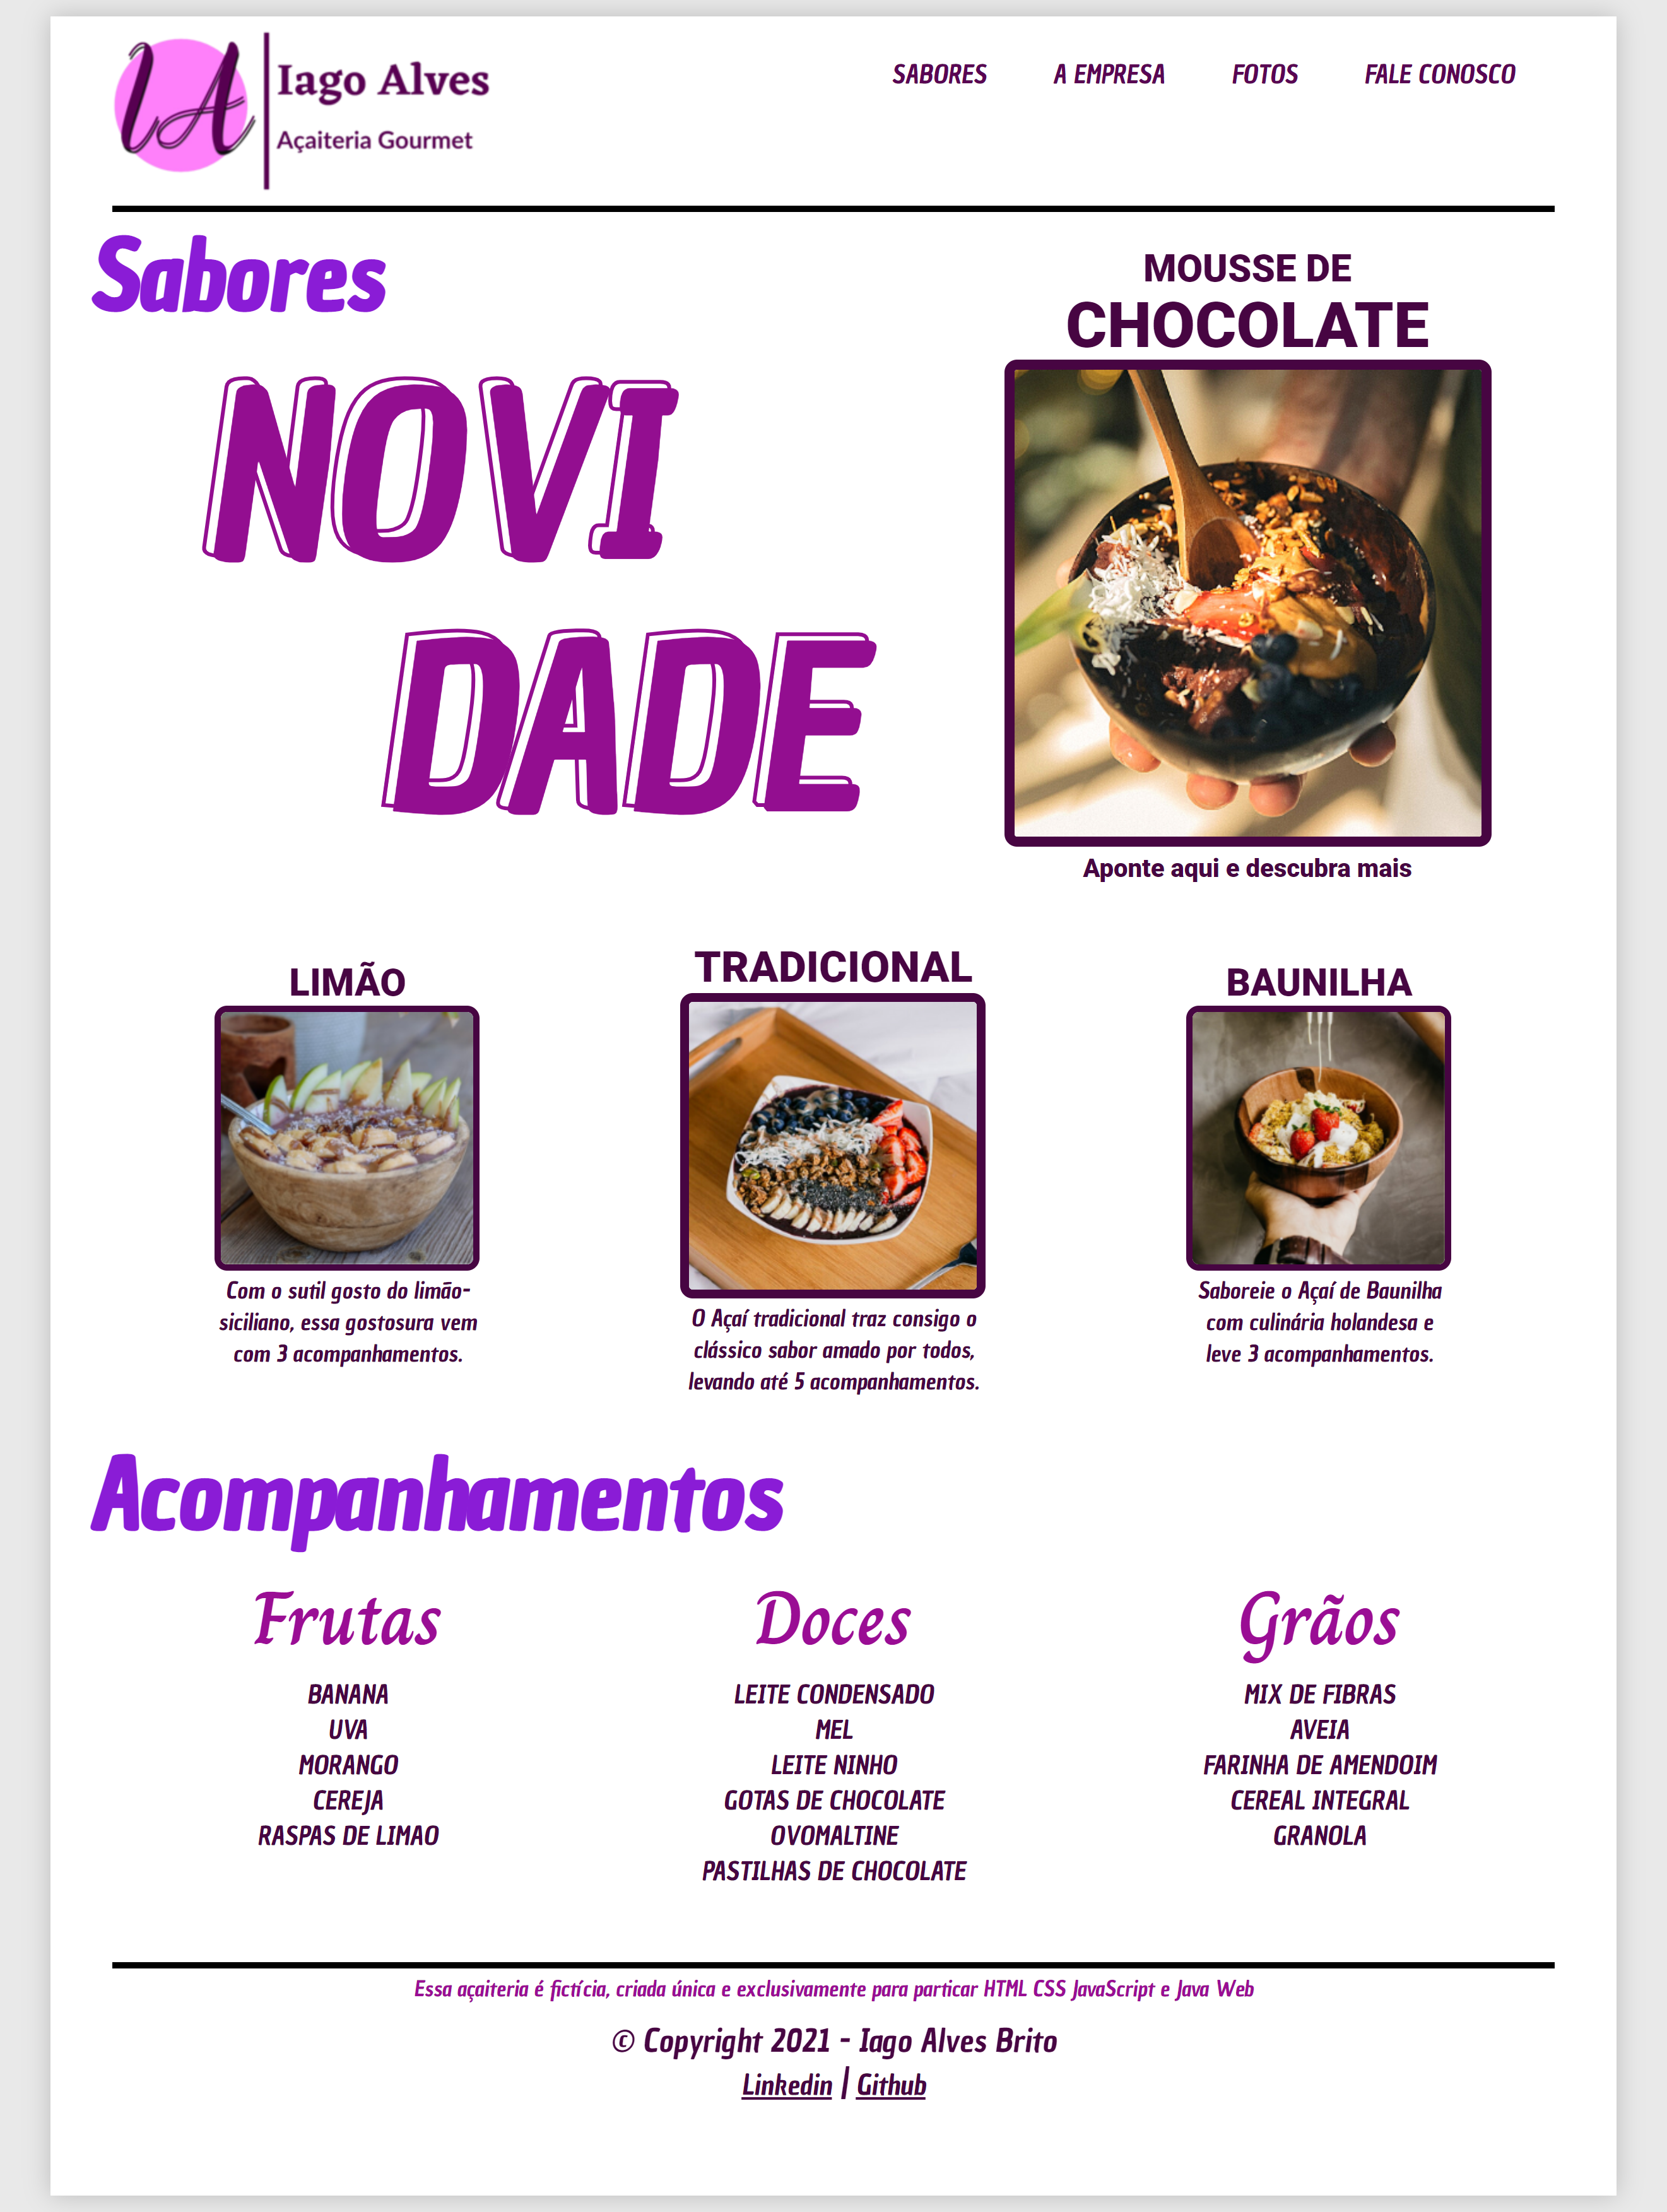 IA
Iago Alves
Açaiteria Gourmet
SABORES
A EMPRESA
FOTOS
FALE CONOSCO
Sabores
NOVI
DADE
MOUSSE DE
CHOCOLATE
Aponte aqui e descubra mais
LIMÃO
Com o sutil gosto do limão-
siciliano, essa gostosura vem
com 3 acompanhamentos.
TRADICIONAL
O Açaí tradicional traz consigo o
clássico sabor amado por todos,
levando até 5 acompanhamentos.
BAUNILHA
Saboreie o Açaí de Baunilha
com culinária holandesa e
leve 3 acompanhamentos.
Acompanhamentos
Frutas
BANANA
UVA
MORANGO
CEREJA
RASPAS DE LIMAO
Doces
LEITE CONDENSADO
MEL
LEITE NINHO
GOTAS DE CHOCOLATE
OVOMALTINE
PASTILHAS DE CHOCOLATE
Grãos
MIX DE FIBRAS
AVEIA
FARINHA DE AMENDOIM
CEREAL INTEGRAL
GRANOLA
Essa açaiteria é fictícia, criada única e exclusivamente para particar HTML CSS JavaScript e Java Web
© Copyright 2021 - Iago Alves Brito
Linkedin | Github